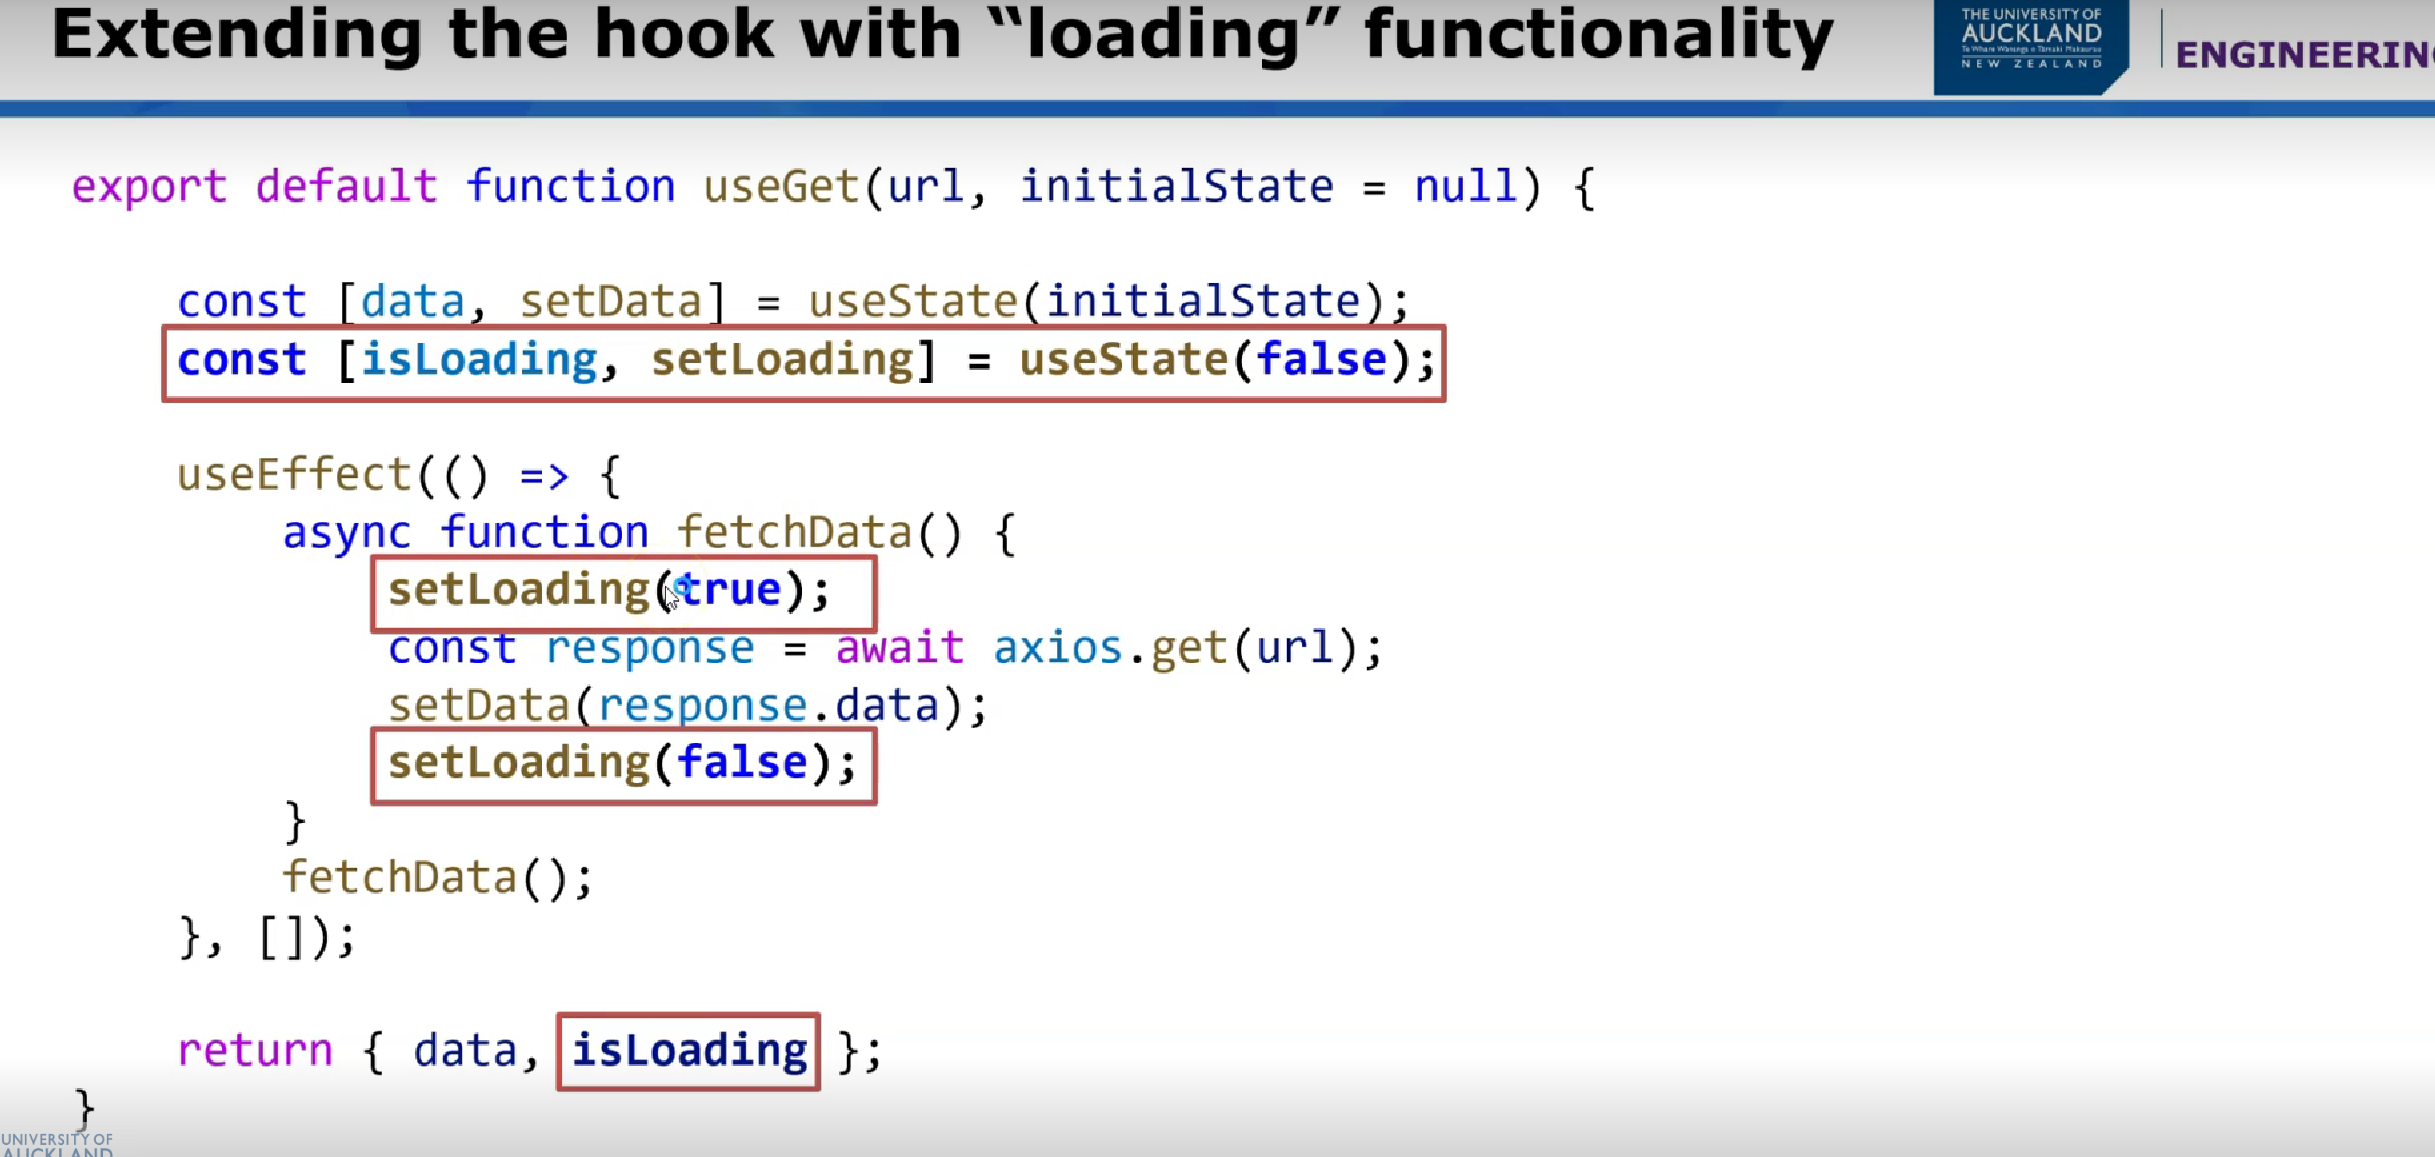 Extending the hook with “loading” functionality
THE UNIVERSITY OF
AUCKLAND
Te Whare Wānanga o Tāmaki Makaurau
NEW ZEALAND
ENGINEERING
export default function useGet(url, initialState = null) {
const [data, setData] = useState(initialState);
const [isLoading, setLoading] = useState(false);
useEffect(() => {
async function fetchData() {
setLoading(true);
const response = await axios.get(url);
setData(response.data);
setLoading(false);
}
fetchData();
}, []);
return { data, isLoading };
}
UNIVERSITY OF
AUCKLAND